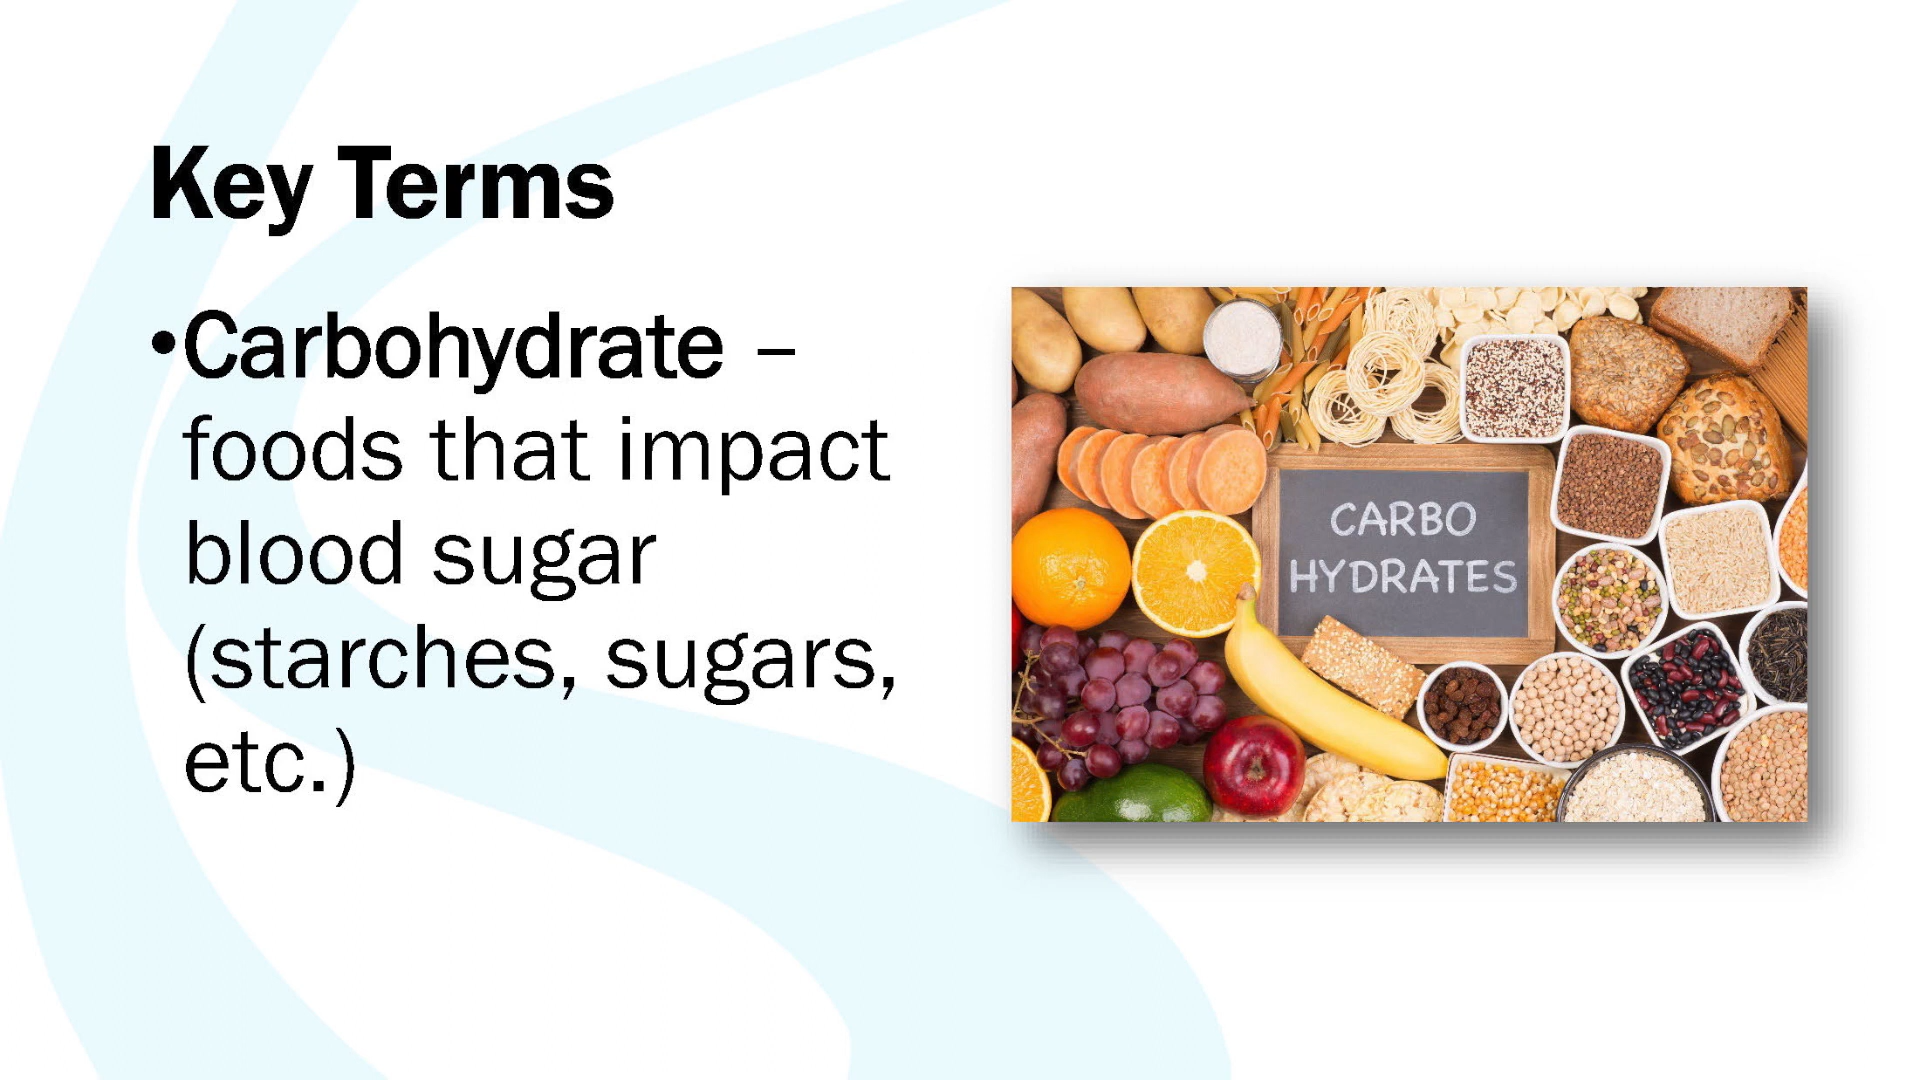 Key Terms
•Carbohydrate –
foods that impact
blood sugar
(starches, sugars,
etc.)
CARBO
HYDRATES